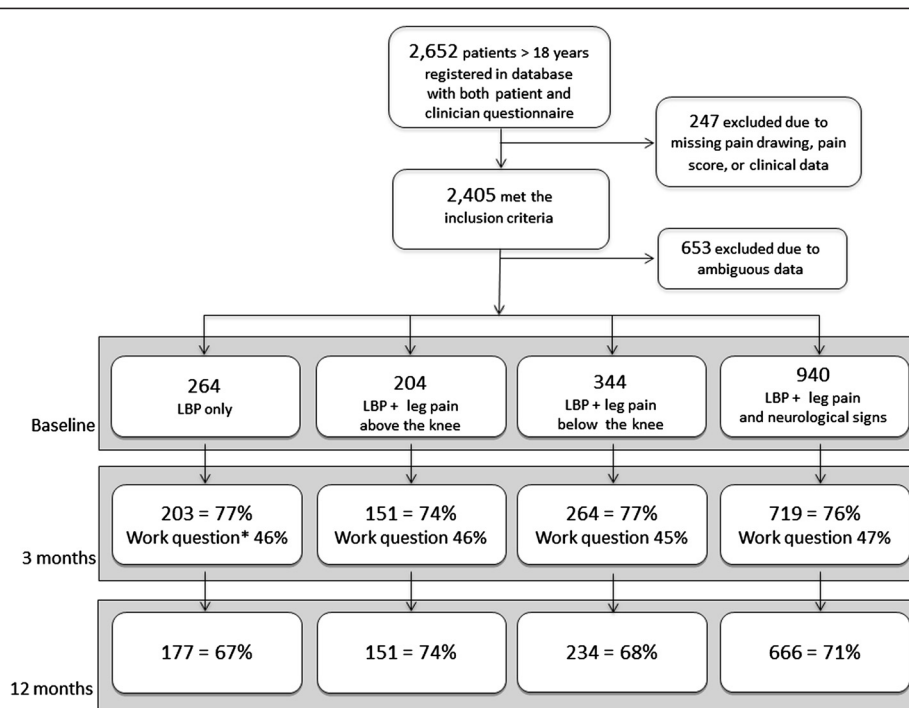 2,652 patients > 18 years
registered in database
with both patient and
clinician questionnaire
247 excluded due to
missing pain drawing, pain
score, or clinical data
2,405 met the
inclusion criteria
653 excluded due to
ambiguous data
Baseline
264
LBP only
204
LBP + leg pain
above the knee
344
LBP + leg pain
below the knee
940
LBP + leg pain
and neurological signs
3 months
203 = 77%
Work question* 46%
151 = 74%
Work question 46%
264 = 77%
Work question 45%
719 = 76%
Work question 47%
12 months
177 = 67%
151 = 74%
234 = 68%
666 = 71%